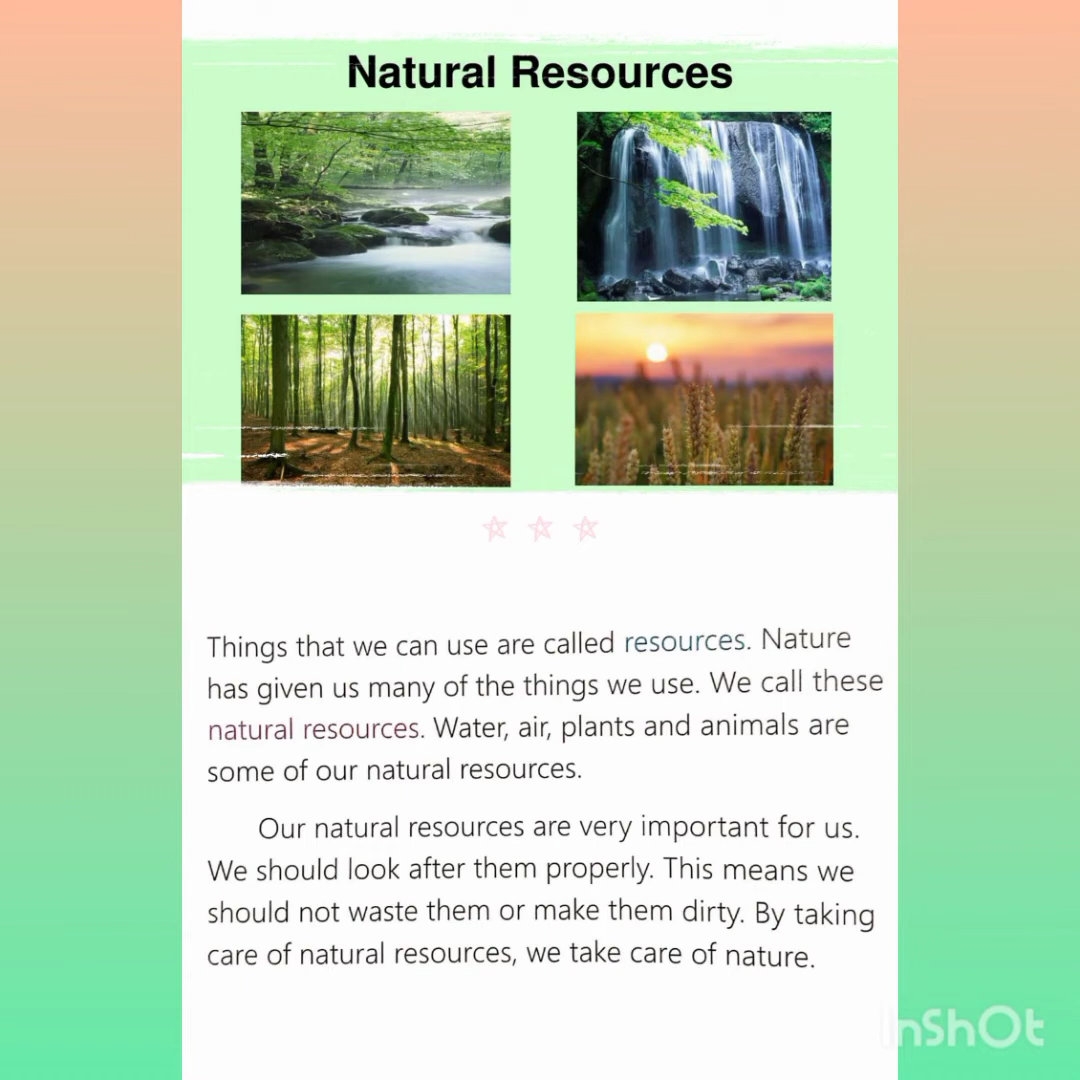 Natural Resources
Things that we can use are called resources. Nature
has given us many of the things we use. We call these
natural resources. Water, air, plants and animals are
some of our natural resources.
Our natural resources are very important for us.
We should look after them properly. This means we
should not waste them or make them dirty. By taking
care of natural resources, we take care of nature.
InShOt